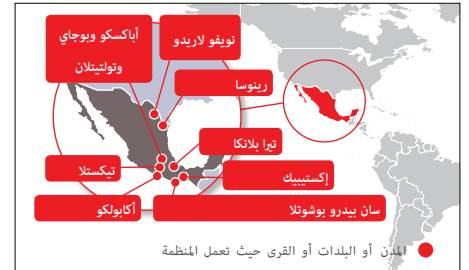 أباكسكو وبوجاي
وتولتيتلان
نويفو لاريدو
رينوسا
تيرا بلانكا
تيكستلا
إكستيبيك
أكابولكو
سان بيدرو بوشوتلا
المدن أو البلدات أو القرى حيث تعمل المنظمة